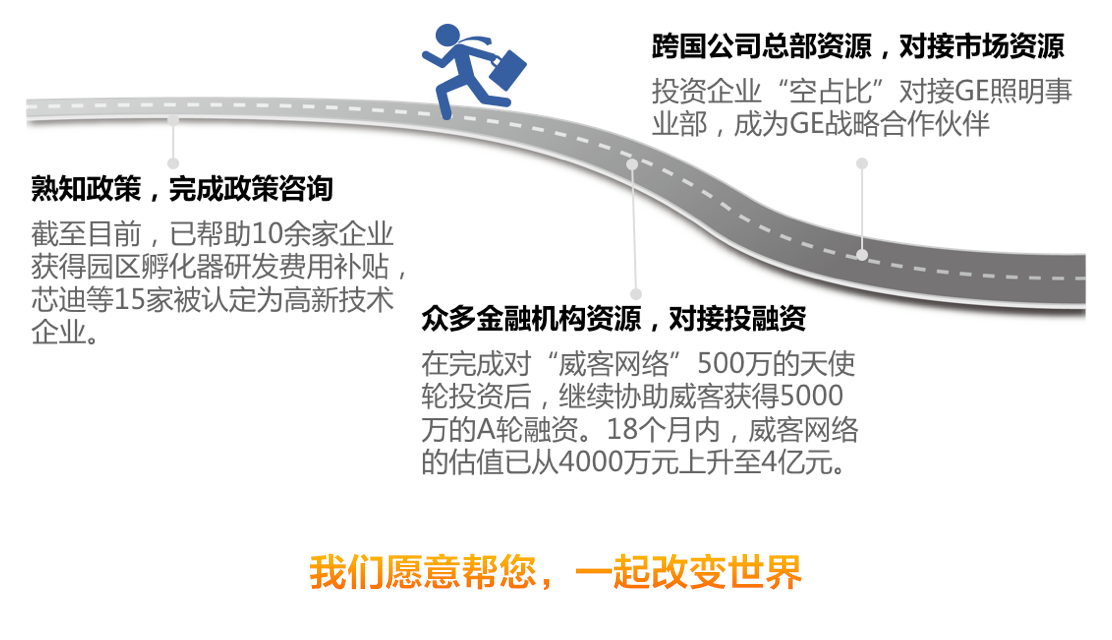 跨国公司总部资源，对接市场资源
投资企业“空占比”对接GE照明事
业部，成为GE战略合作伙伴
熟知政策，完成政策咨询
截至目前，已帮助10余家企业
获得园区孵化器研发费用补贴，
芯迪等15家被认定为高新技术
企业。
众多金融机构资源，对接投融资
在完成对“威客网络”500万的天使
轮投资后，继续协助威客获得5000
万的A轮融资。18个月内，威客网络
的估值已从4000万元上升至4亿元。
我们愿意帮您，一起改变世界